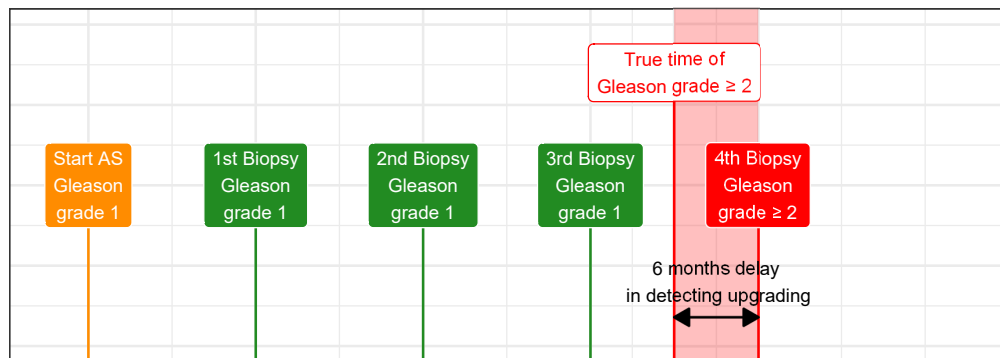 True time of
Gleason grade ≥ 2
Start AS
Gleason
grade 1
1st Biopsy
Gleason
grade 1
2nd Biopsy
Gleason
grade 1
3rd Biopsy
Gleason
grade 1
4th Biopsy
Gleason
grade ≥ 2
6 months delay
in detecting upgrading